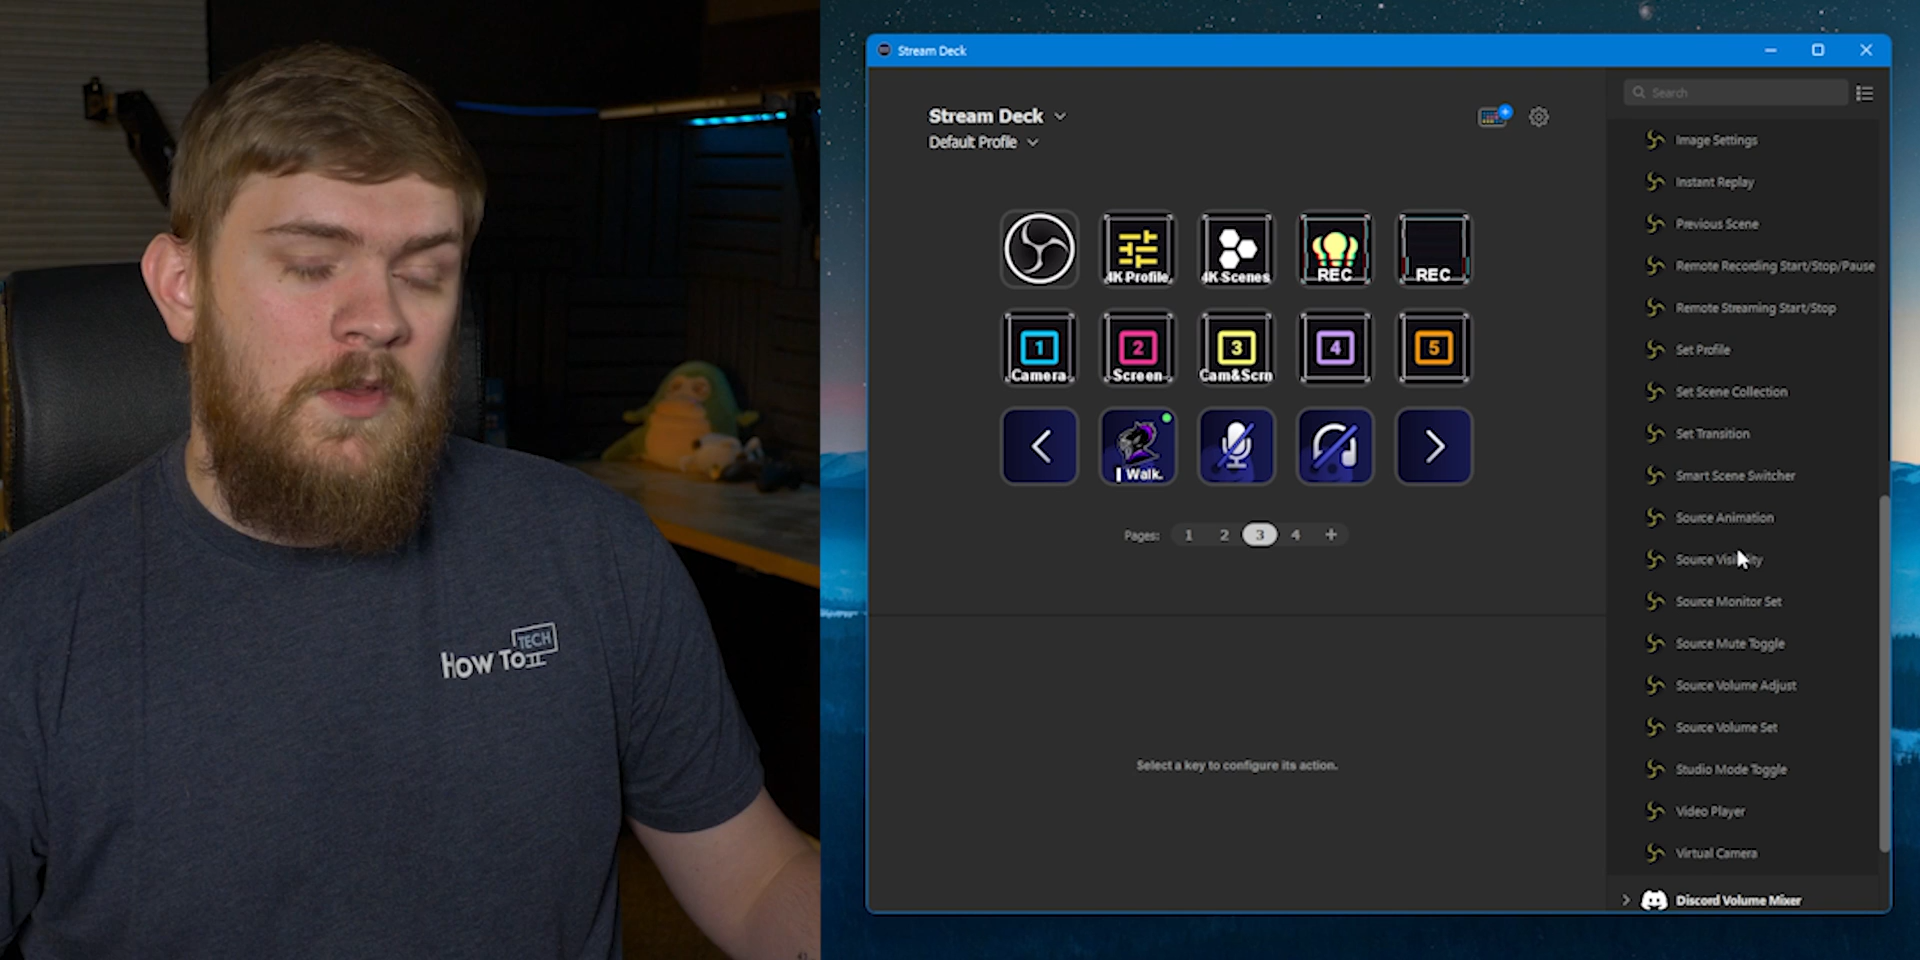 HOW TO
TECH
Stream Deck
Stream Deck
Default Profile
4K Profile
4K Scenes
REC
REC
1
Camera
2
Screen
3
Cam&Scrn
4
5
Walk.
Pages: 1 2 3 4 +
Select a key to configure its action.
Search
Image Settings
Instant Replay
Previous Scene
Remote Recording Start/Stop/Pause
Remote Streaming Start/Stop
Set Profile
Set Scene Collection
Set Transition
Smart Scene Switcher
Source Animation
Source Visibility
Source Monitor Set
Source Mute Toggle
Source Volume Adjust
Source Volume Set
Studio Mode Toggle
Video Player
Virtual Camera
Discord Volume Mixer